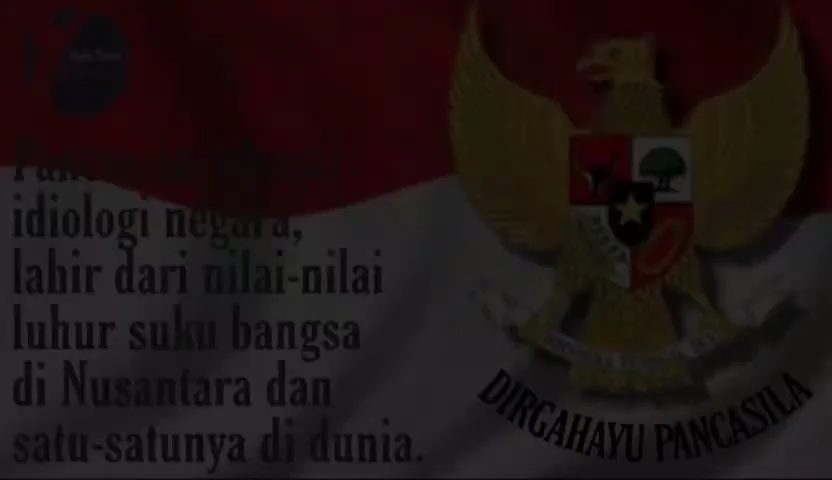 idiologi negara,
lahir dari nilai-nilai
luhur suku bangsa
di Nusantara dan
satu-satunya di dunia.
DIRGAHAYU PANCASILA